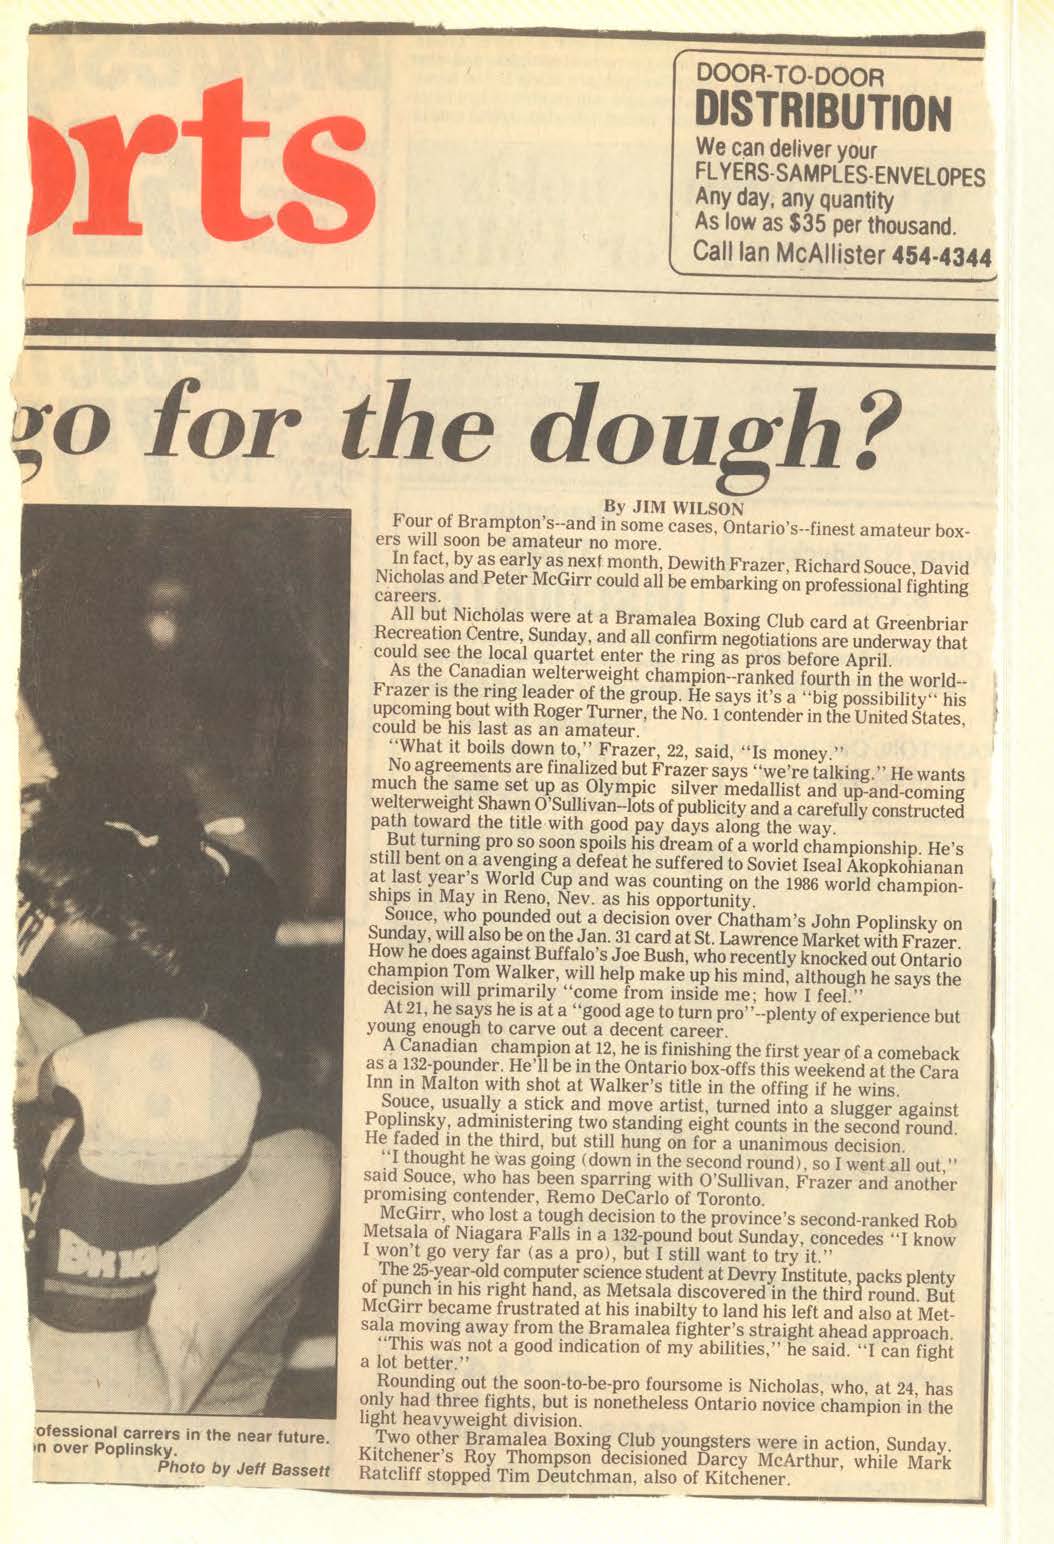 orts
DOOR-TO-DOOR
DISTRIBUTION
We can deliver your
FLYERS-SAMPLES-ENVELOPES
Any day, any quantity
As low as $35 per thousand.
Call Ian McAllister 454-4344
go for the dough?
By JIM WILSON
Four of Brampton's--and in some cases, Ontario's--finest amateur box-
ers will soon be amateur no more.
In fact, by as early as next month, Dewith Frazer, Richard Souce, David
Nicholas and Peter McGirr could all be embarking on professional fighting
careers.
All but Nicholas were at a Bramalea Boxing Club card at Greenbriar
Recreation Centre, Sunday, and all confirm negotiations are underway that
could see the local quartet enter the ring as pros before April.
As the Canadian welterweight champion--ranked fourth in the world--
Frazer is the ring leader of the group. He says it's a "big possibility" his
upcoming bout with Roger Turner, the No. 1 contender in the United States,
could be his last as an amateur.
"What it boils down to," Frazer, 22, said, "Is money."
No agreements are finalized but Frazer says "we're talking." He wants
much the same set up as Olympic silver medallist and up-and-coming
welterweight Shawn O'Sullivan--lots of publicity and a carefully constructed
path toward the title with good pay days along the way.
But turning pro so soon spoils his dream of a world championship. He's
still bent on a avenging a defeat he suffered to Soviet Iseal Akopkohianan
at last year's World Cup and was counting on the 1986 world champion-
ships in May in Reno, Nev. as his opportunity.
Souce, who pounded out a decision over Chatham's John Poplinsky on
Sunday, will also be on the Jan. 31 card at St. Lawrence Market with Frazer.
How he does against Buffalo's Joe Bush, who recently knocked out Ontario
champion Tom Walker, will help make up his mind, although he says the
decision will primarily "come from inside me; how I feel."
At 21, he says he is at a "good age to turn pro"--plenty of experience but
young enough to carve out a decent career.
A Canadian champion at 12, he is finishing the first year of a comeback
as a 132-pounder. He'll be in the Ontario box-offs this weekend at the Cara
Inn in Malton with shot at Walker's title in the offing if he wins.
Souce, usually a stick and move artist, turned into a slugger against
Poplinsky, administering two standing eight counts in the second round.
He faded in the third, but still hung on for a unanimous decision.
"I thought he was going (down in the second round), so I went all out,"
said Souce, who has been sparring with O'Sullivan, Frazer and another
promising contender, Remo DeCarlo of Toronto.
McGirr, who lost a tough decision to the province's second-ranked Rob
Metsala of Niagara Falls in a 132-pound bout Sunday, concedes "I know
I won't go very far (as a pro), but I still want to try it."
The 25-year-old computer science student at Devry Institute, packs plenty
of punch in his right hand, as Metsala discovered in the third round. But
McGirr became frustrated at his inabilty to land his left and also at Met-
sala moving away from the Bramalea fighter's straight ahead approach.
"This was not a good indication of my abilities," he said. "I can fight
a lot better."
Rounding out the soon-to-be-pro foursome is Nicholas, who, at 24, has
only had three fights, but is nonetheless Ontario novice champion in the
light heavyweight division.
Two other Bramalea Boxing Club youngsters were in action, Sunday.
Kitchener's Roy Thompson decisioned Darcy McArthur, while Mark
Ratcliff stopped Tim Deutchman, also of Kitchener.
ofessional carrers in the near future.
n over Poplinsky.
Photo by Jeff Bassett